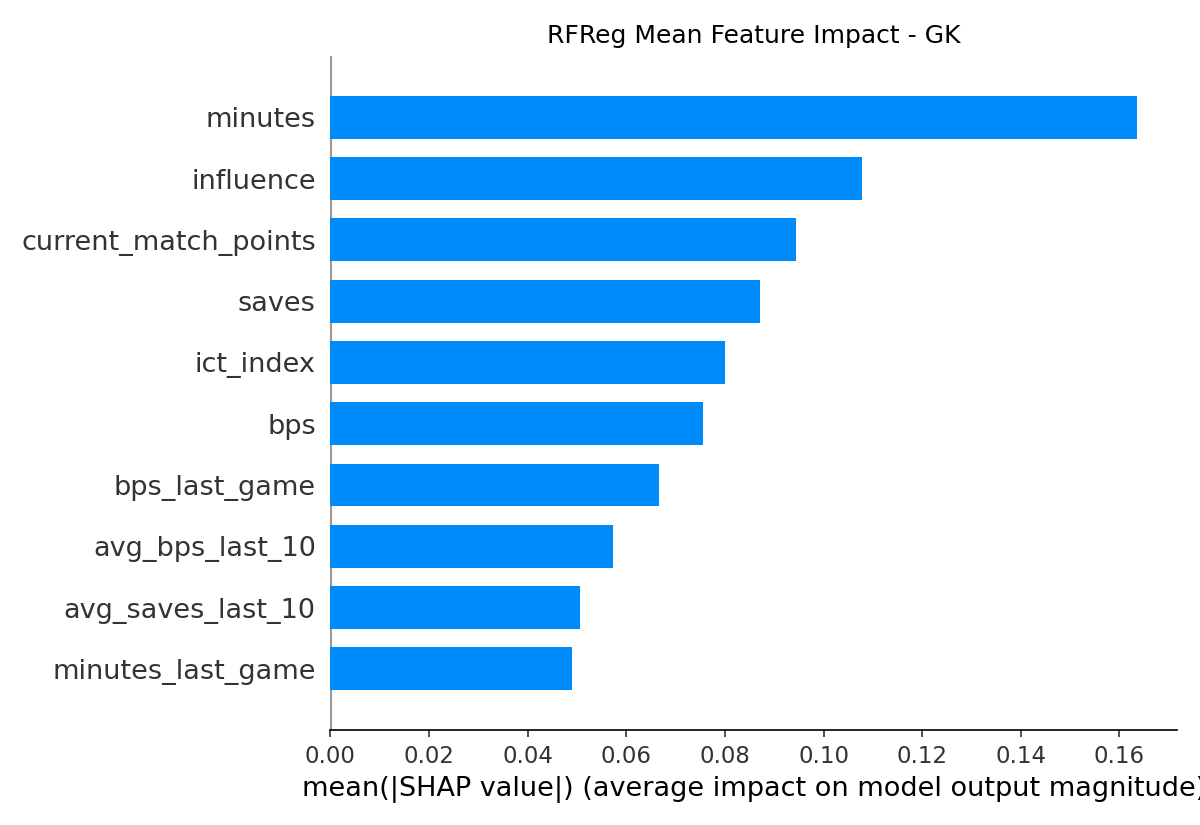 RFReg Mean Feature Impact - GK
minutes
influence
current_match_points
saves
ict_index
bps
bps_last_game
avg_bps_last_10
avg_saves_last_10
minutes_last_game
0.00 0.02 0.04 0.06 0.08 0.10 0.12 0.14 0.16
mean(|SHAP value|) (average impact on model output magnitude)